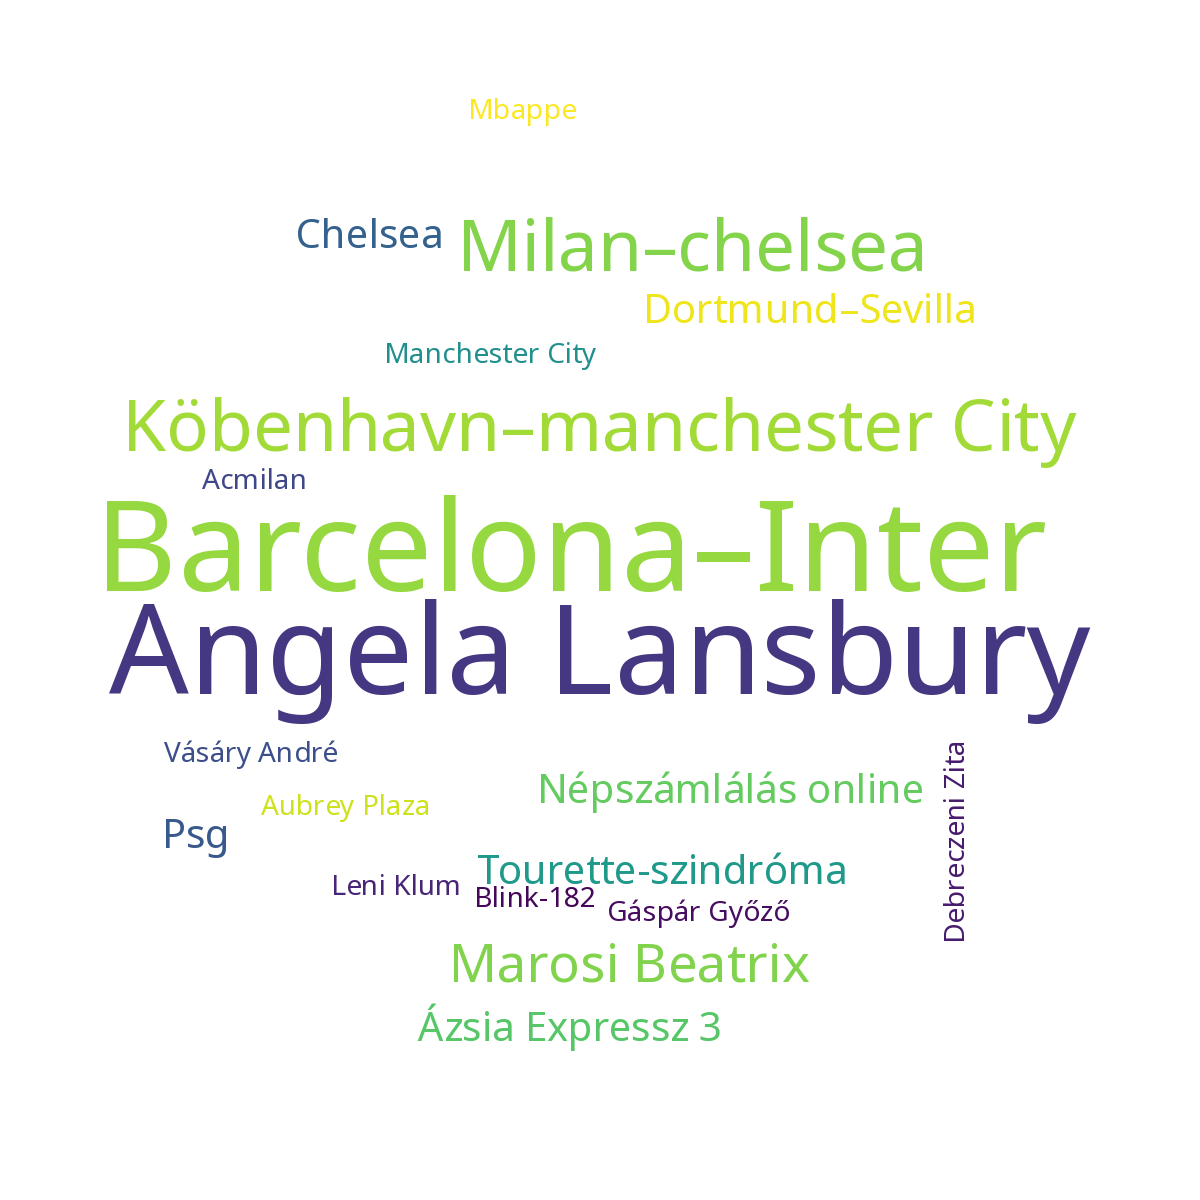 Mbappe
Chelsea
Milan–chelsea
Dortmund–Sevilla
Manchester City
Köbenhavn–manchester City
Acmilan
Barcelona–Inter
Angela Lansbury
Vásáry André
Népszámlálás online
Debreczeni Zita
Aubrey Plaza
Psg
Tourette-szindróma
Leni Klum
Blink-182
Gáspár Győző
Marosi Beatrix
Ázsia Expressz 3